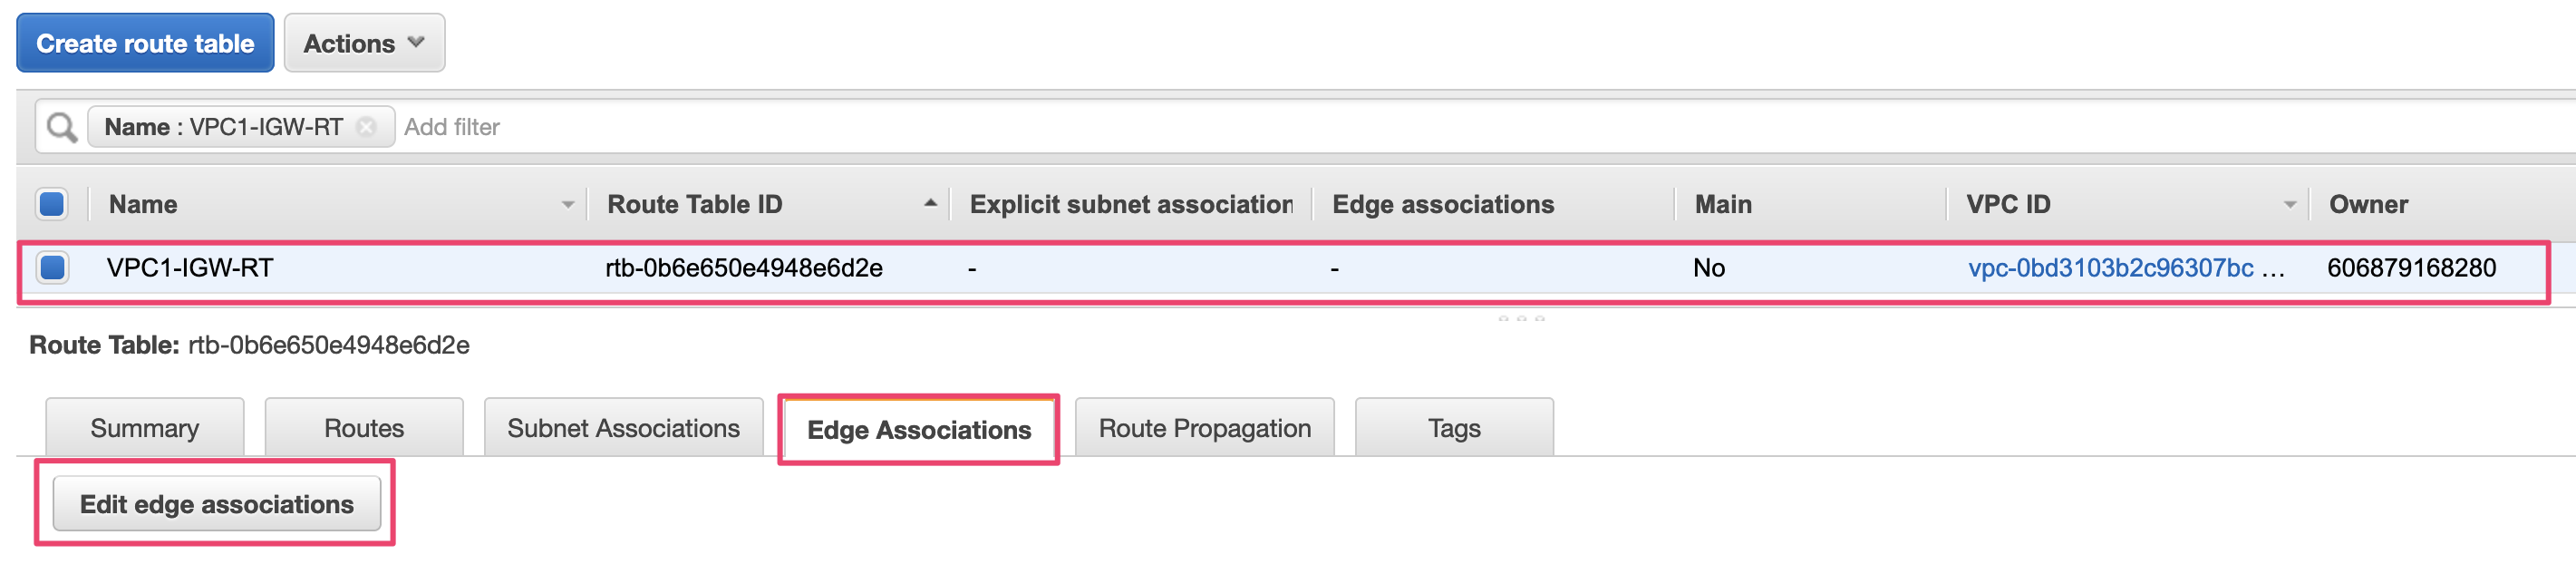 Create route table Actions
Name : VPC1-IGW-RT Add filter
Name Route Table ID Explicit subnet association Edge associations Main VPC ID Owner
VPC1-IGW-RT rtb-0b6e650e4948e6d2e - - No vpc-0bd3103b2c96307bc ... 606879168280
Route Table: rtb-0b6e650e4948e6d2e
Summary Routes Subnet Associations Edge Associations Route Propagation Tags
Edit edge associations